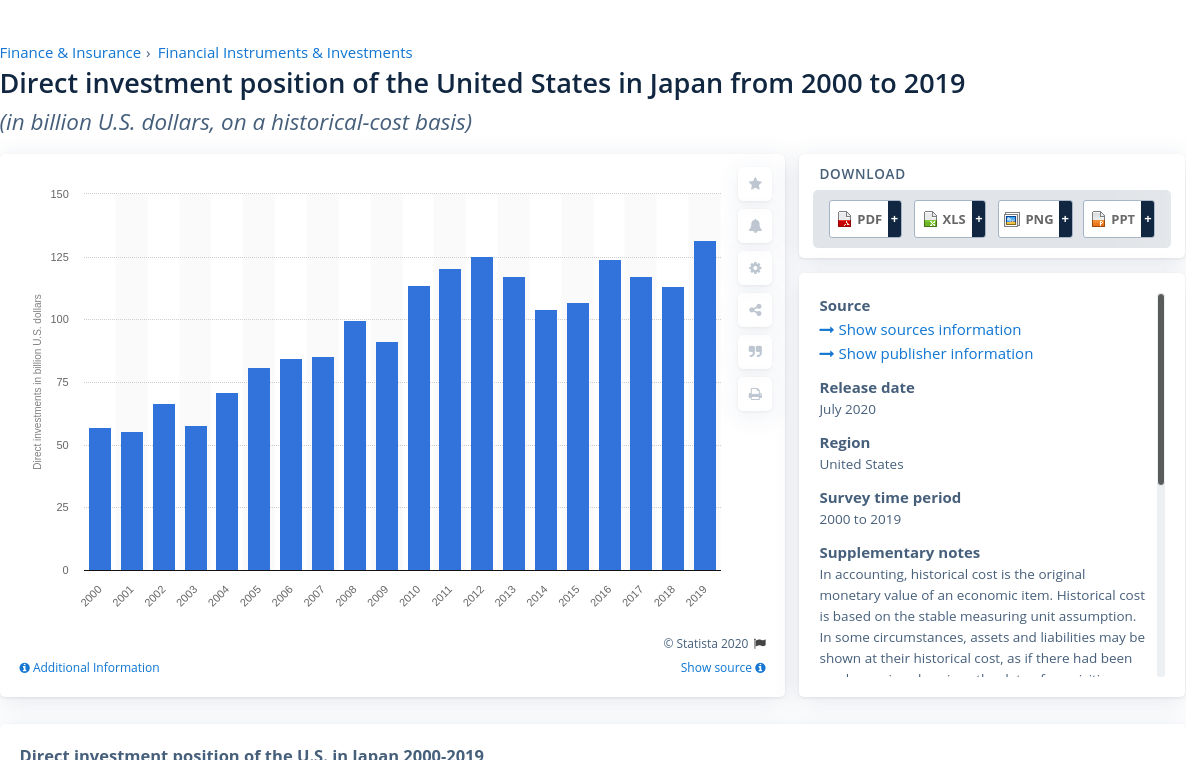 Finance & Insurance › Financial Instruments & Investments
Direct investment position of the United States in Japan from 2000 to 2019
(in billion U.S. dollars, on a historical-cost basis)
150
125
100
75
50
25
0
Direct investments in billion U.S. dollars
2000
2001
2002
2003
2004
2005
2006
2007
2008
2009
2010
2011
2012
2013
2014
2015
2016
2017
2018
2019
© Statista 2020
Additional Information
Show source
DOWNLOAD
PDF +
XLS +
PNG +
PPT +
Source
Show sources information
Show publisher information
Release date
July 2020
Region
United States
Survey time period
2000 to 2019
Supplementary notes
In accounting, historical cost is the original
monetary value of an economic item. Historical cost
is based on the stable measuring unit assumption.
In some circumstances, assets and liabilities may be
shown at their historical cost, as if there had been
Direct investment position of the U.S. in Japan 2000-2019